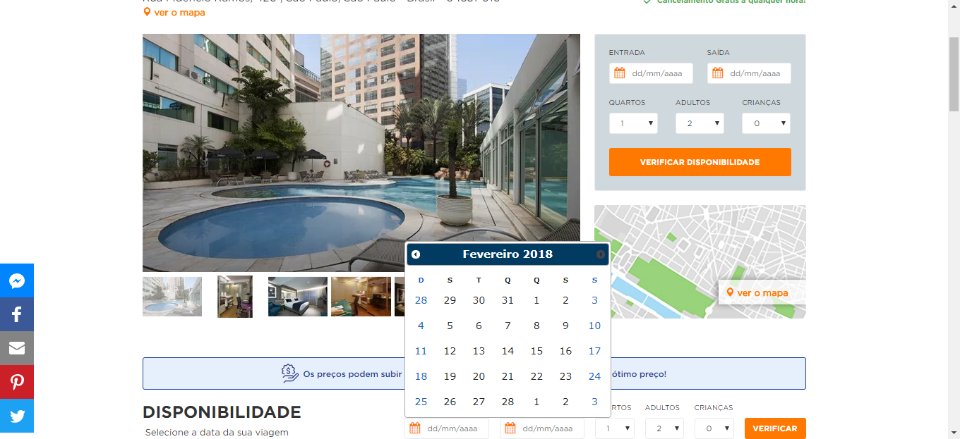 ver o mapa
Cancelamento Grátis a qualquer hora!
ENTRADA SAÍDA
dd/mm/aaaa dd/mm/aaaa
QUARTOS ADULTOS CRIANÇAS
1 2 0
VERIFICAR DISPONIBILIDADE
ver o mapa
Fevereiro 2018
D S T Q Q S S
28 29 30 31 1 2 3
4 5 6 7 8 9 10
11 12 13 14 15 16 17
18 19 20 21 22 23 24
25 26 27 28 1 2 3
Os preços podem subir ótimo preço!
DISPONIBILIDADE
Selecione a data da sua viagem
dd/mm/aaaa dd/mm/aaaa
RTOS ADULTOS CRIANÇAS
1 2 0
VERIFICAR